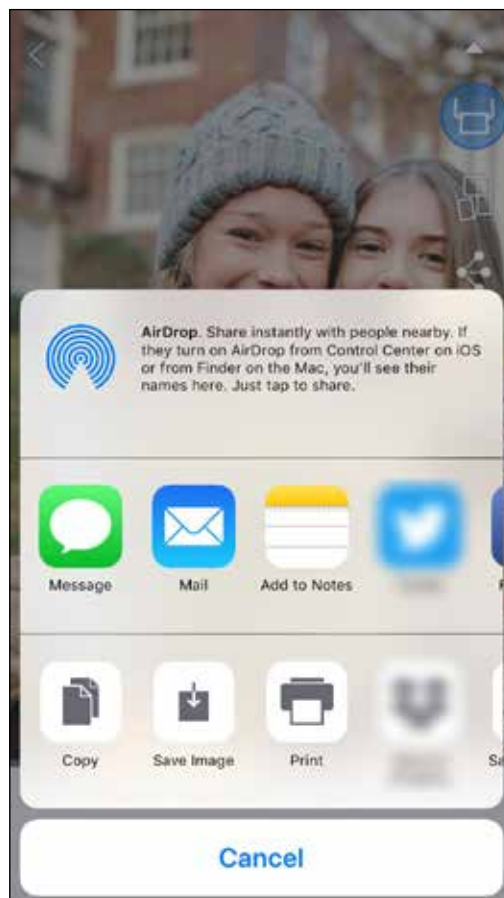 AirDrop. Share instantly with people nearby. If
they turn on AirDrop from Control Center on iOS
or from Finder on the Mac, you'll see their
names here. Just tap to share.
Message
Mail
Add to Notes
Copy
Save Image
Print
Cancel